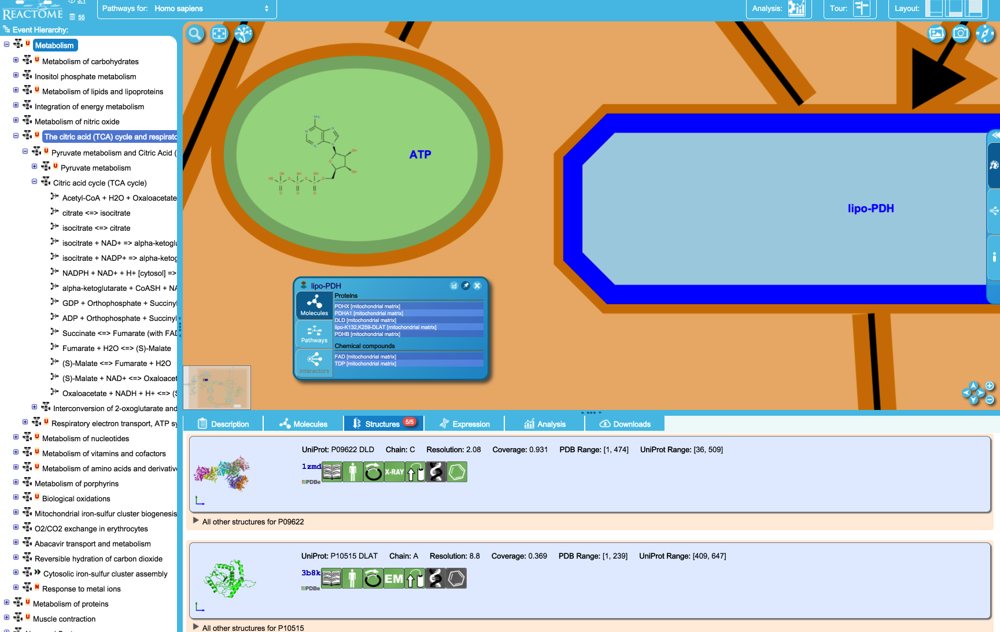 REACTOME
3.1
55
Pathways for: Homo sapiens
Analysis:
Tour:
Layout:
Event Hierarchy:
Metabolism
Metabolism of carbohydrates
Inositol phosphate metabolism
Metabolism of lipids and lipoproteins
Integration of energy metabolism
Metabolism of nitric oxide
The citric acid (TCA) cycle and respirato
Pyruvate metabolism and Citric Acid (
Pyruvate metabolism
Citric acid cycle (TCA cycle)
Acetyl-CoA + H2O + Oxaloacetate
citrate <=> isocitrate
isocitrate <=> citrate
isocitrate + NAD+ => alpha-ketoglu
isocitrate + NADP+ => alpha-ketog
NADPH + NAD+ + H+ [cytosol] =>
alpha-ketoglutarate + CoASH + NA
GDP + Orthophosphate + Succinyl
ADP + Orthophosphate + Succinyl
Succinate <=> Fumarate (with FAD
Fumarate + H2O <=> (S)-Malate
(S)-Malate <=> Fumarate + H2O
(S)-Malate + NAD+ <=> Oxaloacet
Oxaloacetate + NADH + H+ <=> (S
Interconversion of 2-oxoglutarate and
Respiratory electron transport, ATP sy
Metabolism of nucleotides
Metabolism of vitamins and cofactors
Metabolism of amino acids and derivative
Metabolism of porphyrins
Biological oxidations
Mitochondrial iron-sulfur cluster biogenesis
O2/CO2 exchange in erythrocytes
Abacavir transport and metabolism
Reversible hydration of carbon dioxide
Cytosolic iron-sulfur cluster assembly
Response to metal ions
Metabolism of proteins
Muscle contraction
ATP
lipo-PDH
lipo-PDH
id
Molecules
Pathways
Interactors
Proteins
PDHX [mitochondrial matrix]
PDHA1 [mitochondrial matrix]
DLD [mitochondrial matrix]
lipo-K132,K259-DLAT [mitochondrial matrix]
PDHB [mitochondrial matrix]
Chemical compounds
FAD [mitochondrial matrix]
TDP [mitochondrial matrix]
Description
Molecules
Structures 5/5
Expression
Analysis
Downloads
UniProt: P09622 DLD Chain: C Resolution: 2.08 Coverage: 0.931 PDB Range: [1, 474] UniProt Range: [36, 509]
1zmd
X-RAY
PDBe
All other structures for P09622
UniProt: P10515 DLAT Chain: A Resolution: 8.8 Coverage: 0.369 PDB Range: [1, 239] UniProt Range: [409, 647]
3b8k
EM
PDBe
All other structures for P10515